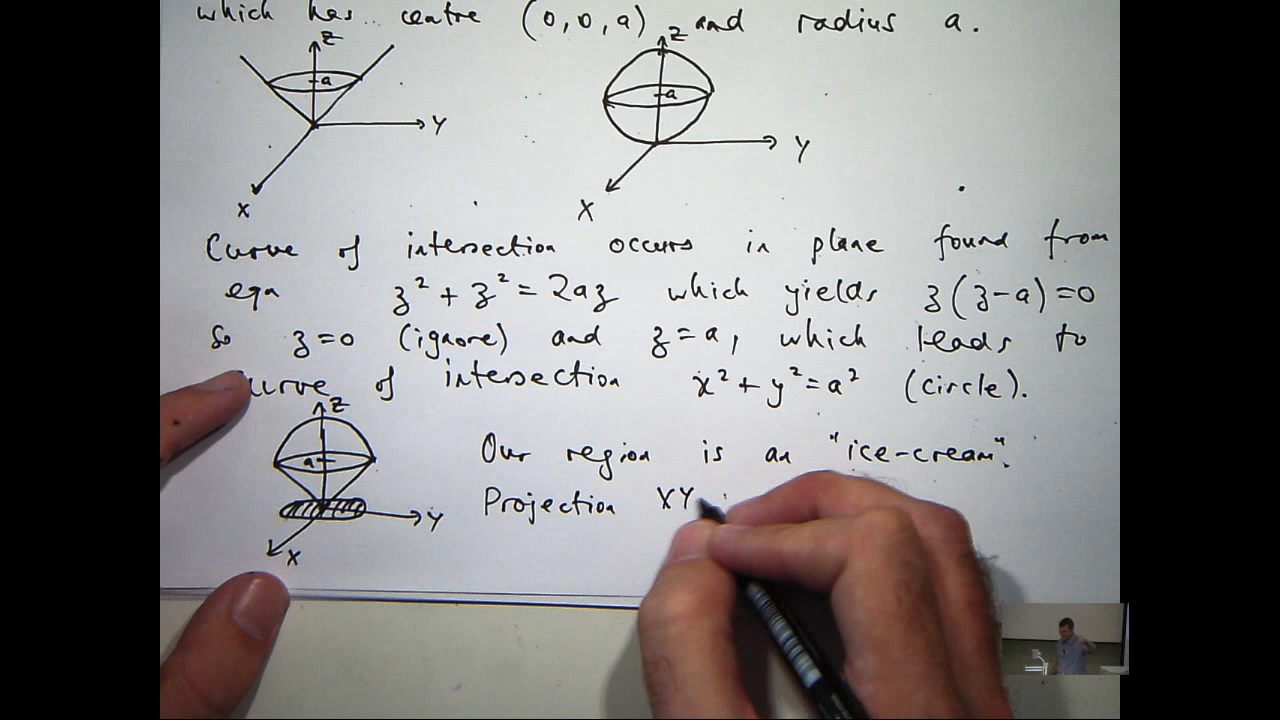 which has centre (0,0,a) and radius a.
Z
a
Y
X
Z
a
Y
X
Curve of intersection occurs in plane found from
eqn z² + z² = 2az which yields z(z-a)=0
So z=0 (ignore) and z=a, which leads to
curve of intersection x² + y² = a² (circle).
Z
a
Y
X
Our region is an "ice-cream".
Projection XY